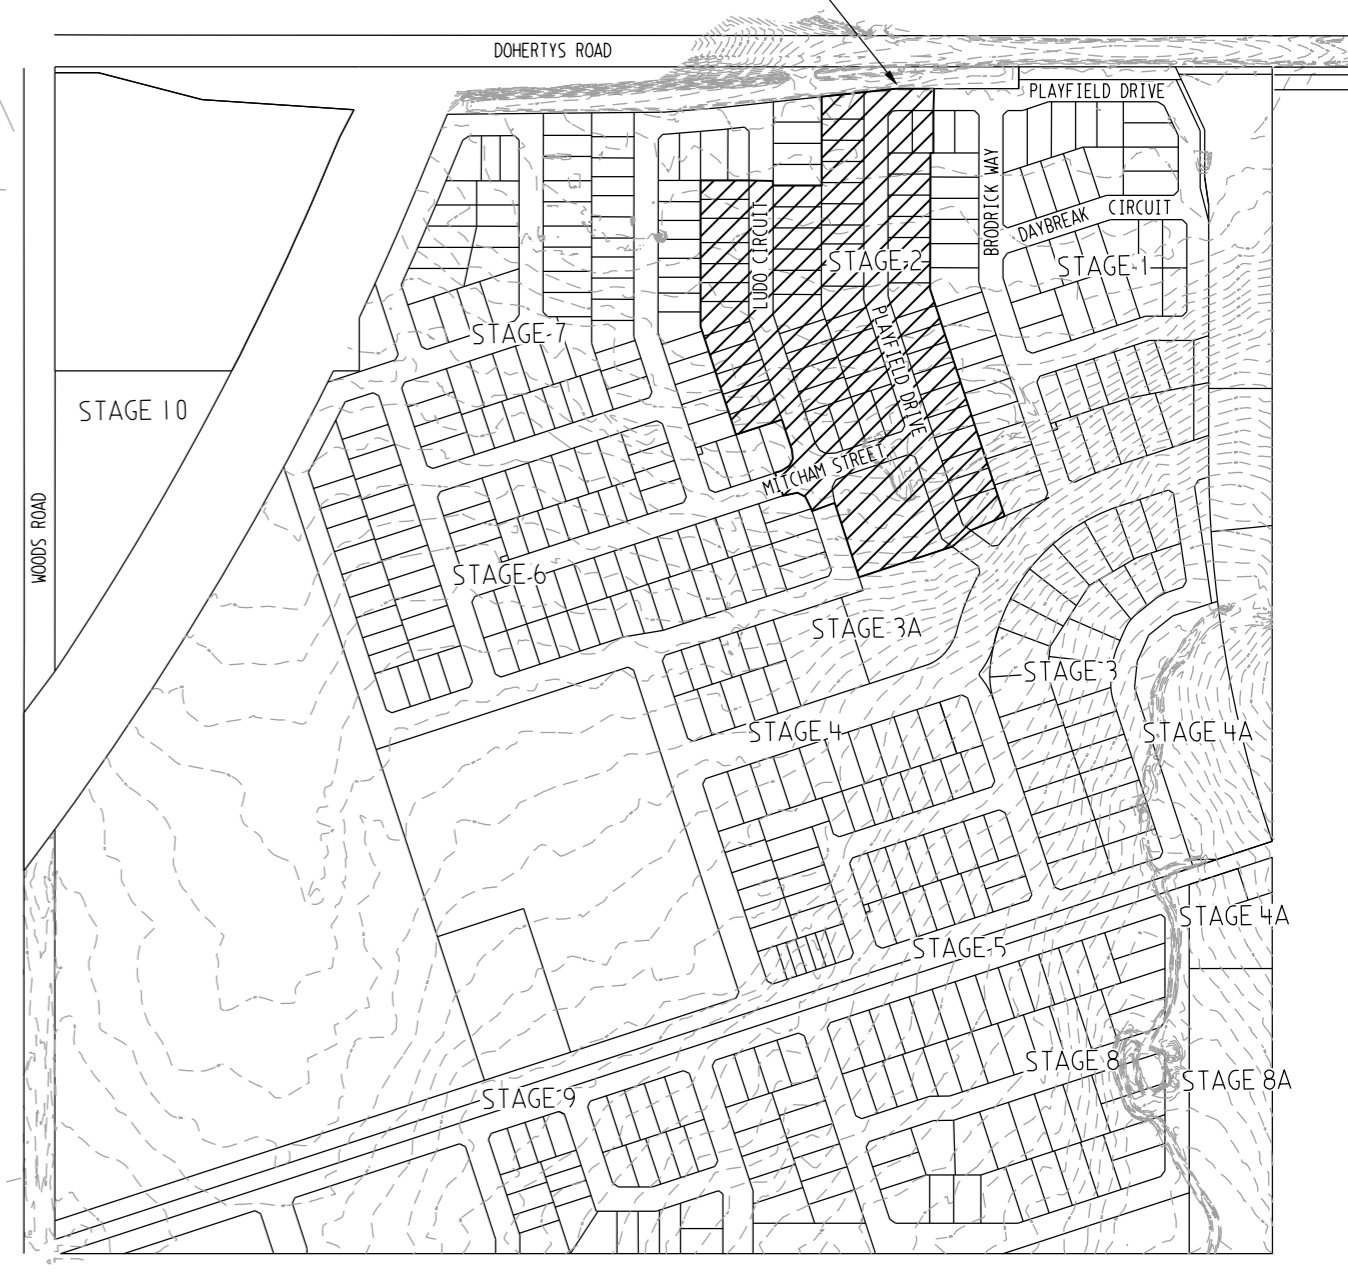 DOHERTYS ROAD
PLAYFIELD DRIVE
BRODRICK WAY
DAYBREAK CIRCUIT
LUDO CIRCUIT
STAGE 2
STAGE 1
PLAYFIELD DRIVE
STAGE 7
STAGE 10
MITCHAM STREET
WOODS ROAD
STAGE 6
STAGE 3A
STAGE 3
STAGE 4
STAGE 4A
STAGE 4A
STAGE 5
STAGE 8
STAGE 8A
STAGE 9